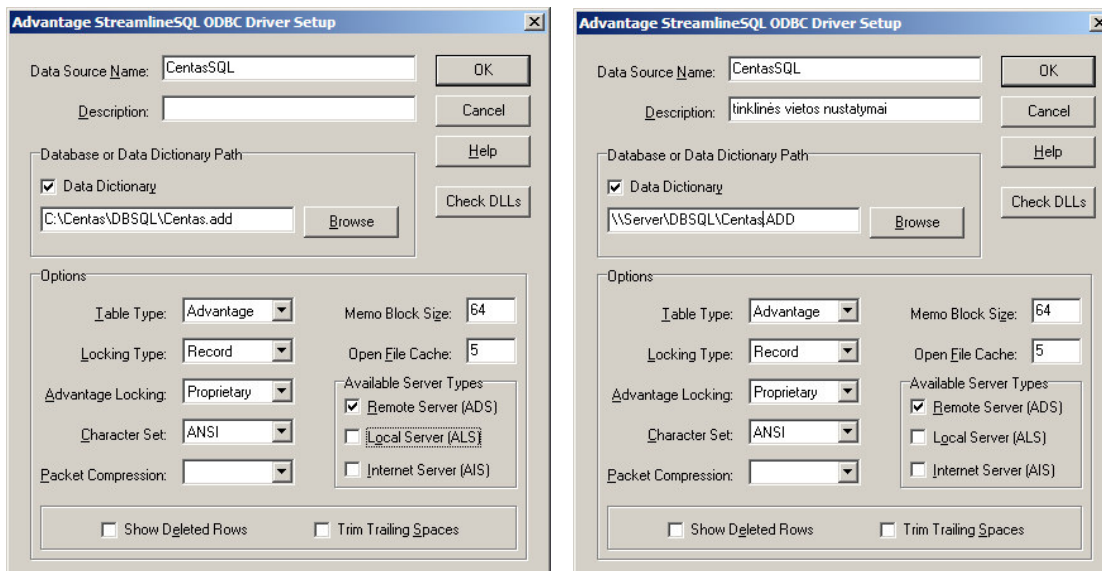 Advantage StreamlineSQL ODBC Driver Setup
Data Source Name: CentasSQL
OK
Description:
Cancel
Database or Data Dictionary Path
Help
Data Dictionary
Check DLLs
C:\Centas\DBSQL\Centas.add
Browse
Options
Table Type: Advantage
Memo Block Size: 64
Locking Type: Record
Open File Cache: 5
Advantage Locking: Proprietary
Available Server Types
Remote Server (ADS)
Character Set: ANSI
Local Server (ALS)
Packet Compression:
Internet Server (AIS)
Show Deleted Rows
Trim Trailing Spaces
Advantage StreamlineSQL ODBC Driver Setup
Data Source Name: CentasSQL
OK
Description: tinklinės vietos nustatymai
Cancel
Database or Data Dictionary Path
Help
Data Dictionary
Check DLLs
\\Server\DBSQL\Centas.ADD
Browse
Options
Table Type: Advantage
Memo Block Size: 64
Locking Type: Record
Open File Cache: 5
Advantage Locking: Proprietary
Available Server Types
Remote Server (ADS)
Character Set: ANSI
Local Server (ALS)
Packet Compression:
Internet Server (AIS)
Show Deleted Rows
Trim Trailing Spaces